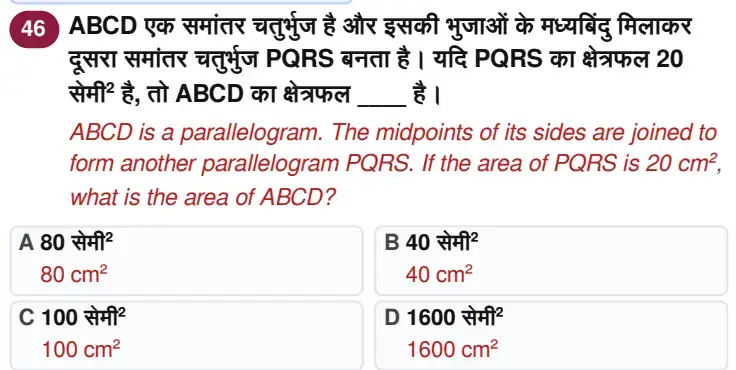 46 ABCD एक समांतर चतुर्भुज है और इसकी भुजाओं के मध्यबिंदु मिलाकर
दूसरा समांतर चतुर्भुज PQRS बनता है। यदि PQRS का क्षेत्रफल 20
सेमी² है, तो ABCD का क्षेत्रफल ____ है।
ABCD is a parallelogram. The midpoints of its sides are joined to
form another parallelogram PQRS. If the area of PQRS is 20 cm²,
what is the area of ABCD?
A 80 सेमी²
80 cm²
B 40 सेमी²
40 cm²
C 100 सेमी²
100 cm²
D 1600 सेमी²
1600 cm²